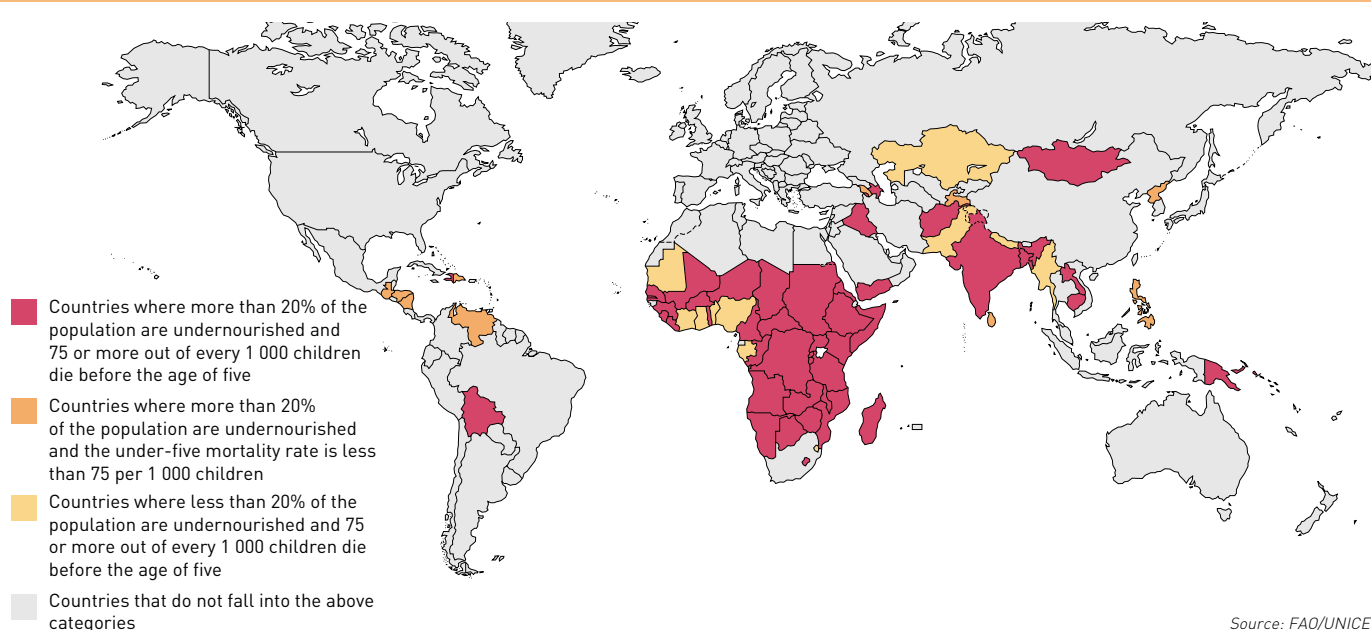 Countries where more than 20% of the
population are undernourished and
75 or more out of every 1 000 children
die before the age of five
Countries where more than 20%
of the population are undernourished
and the under-five mortality rate is less
than 75 per 1 000 children
Countries where less than 20% of the
population are undernourished and 75
or more out of every 1 000 children die
before the age of five
Countries that do not fall into the above
categories
Source: FAO/UNICE